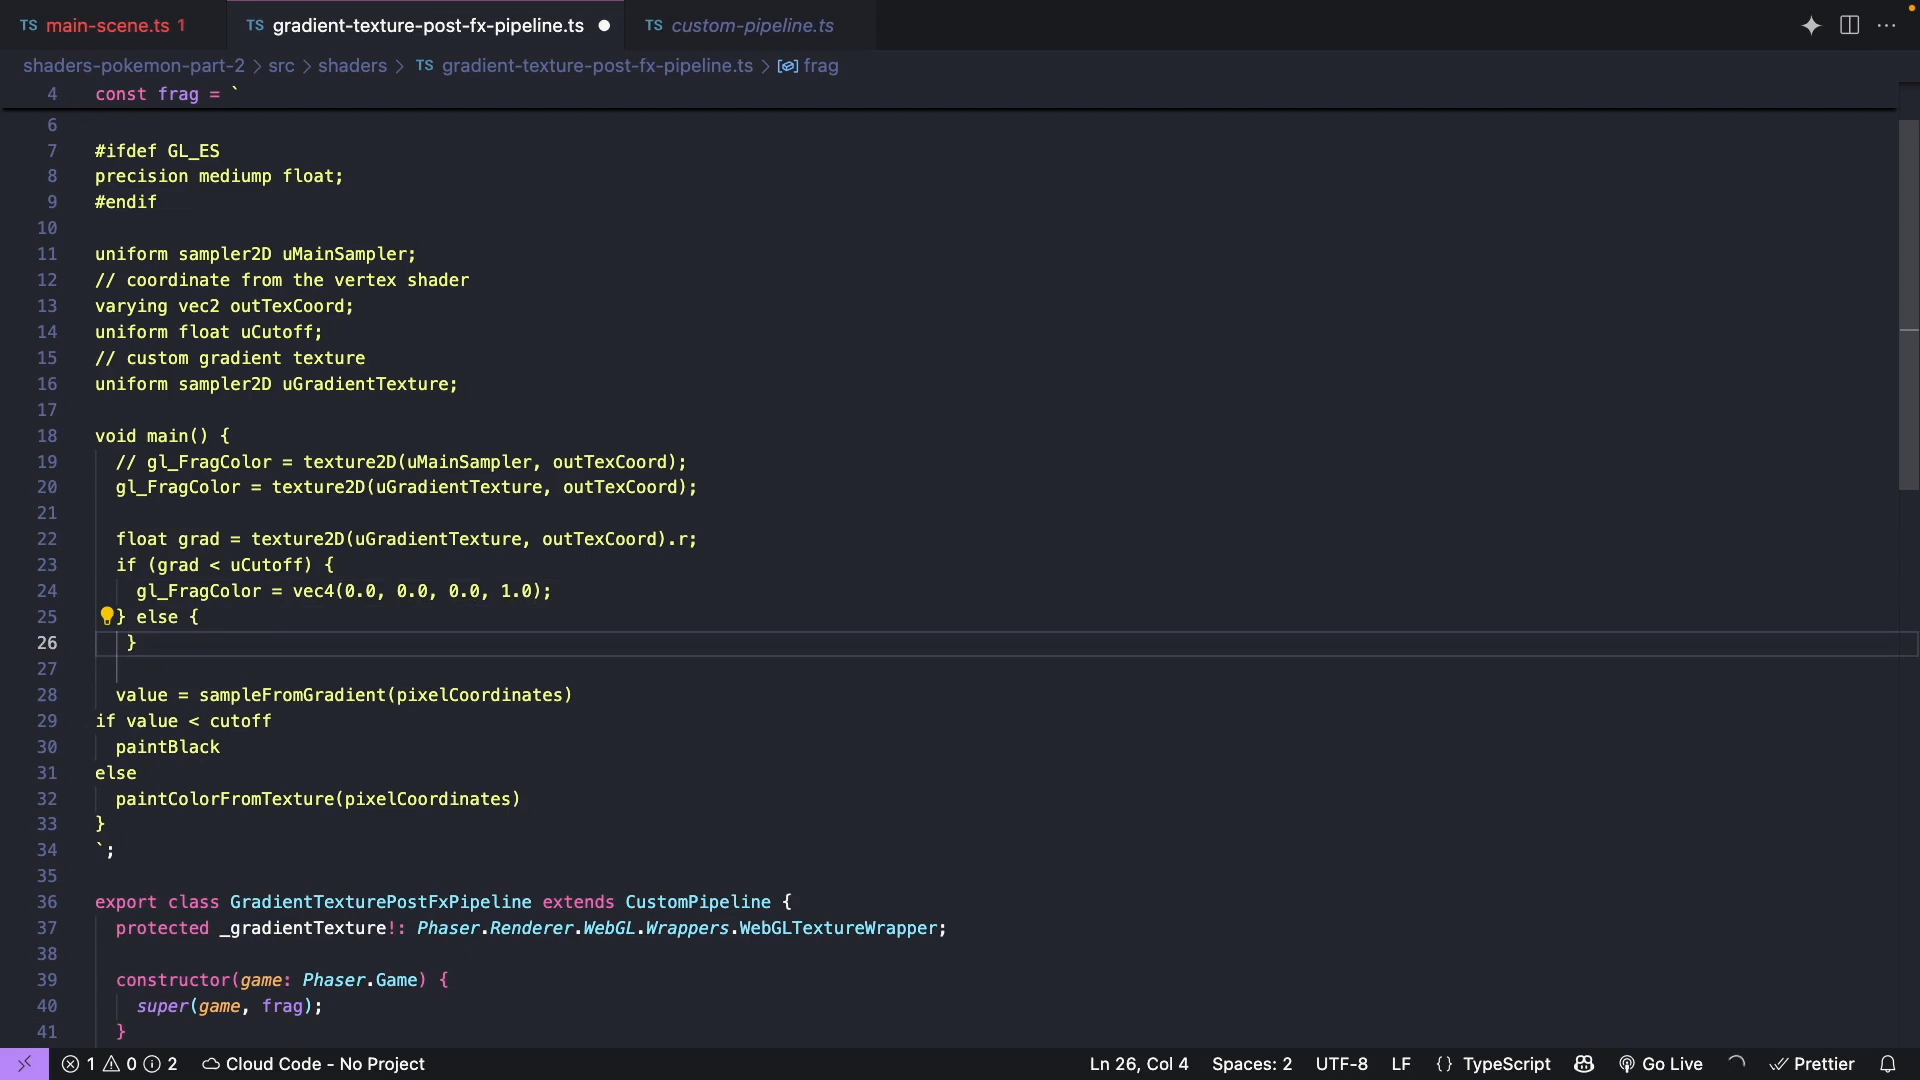 TS main-scene.ts 1 TS gradient-texture-post-fx-pipeline.ts TS custom-pipeline.ts
shaders-pokemon-part-2 > src > shaders > TS gradient-texture-post-fx-pipeline.ts > frag
4 const frag = `
6
7 #ifdef GL_ES
8 precision mediump float;
9 #endif
10
11 uniform sampler2D uMainSampler;
12 // coordinate from the vertex shader
13 varying vec2 outTexCoord;
14 uniform float uCutoff;
15 // custom gradient texture
16 uniform sampler2D uGradientTexture;
17
18 void main() {
19 // gl_FragColor = texture2D(uMainSampler, outTexCoord);
20 gl_FragColor = texture2D(uGradientTexture, outTexCoord);
21
22 float grad = texture2D(uGradientTexture, outTexCoord).r;
23 if (grad < uCutoff) {
24 gl_FragColor = vec4(0.0, 0.0, 0.0, 1.0);
25 } else {
26 }
27
28 value = sampleFromGradient(pixelCoordinates)
29 if value < cutoff
30 paintBlack
31 else
32 paintColorFromTexture(pixelCoordinates)
33 }
34 `;
35
36 export class GradientTexturePostFxPipeline extends CustomPipeline {
37 protected _gradientTexture!: Phaser.Renderer.WebGL.Wrappers.WebGLTextureWrapper;
38
39 constructor(game: Phaser.Game) {
40 super(game, frag);
41 }
1 0 2 Cloud Code - No Project Ln 26, Col 4 Spaces: 2 UTF-8 LF {} TypeScript Go Live Prettier